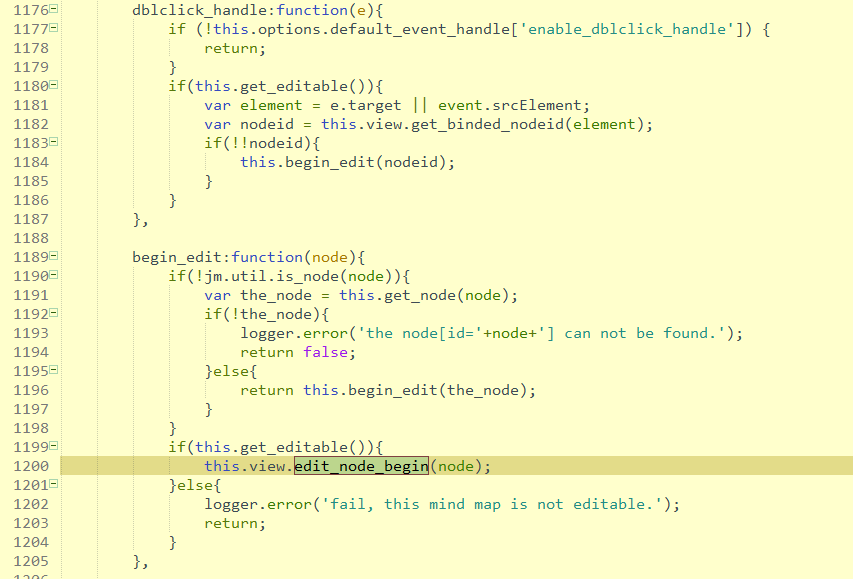 1176 dblclick_handle:function(e){
1177 if (!this.options.default_event_handle['enable_dblclick_handle']) {
1178 return;
1179 }
1180 if(this.get_editable()){
1181 var element = e.target || event.srcElement;
1182 var nodeid = this.view.get_binded_nodeid(element);
1183 if(!!nodeid){
1184 this.begin_edit(nodeid);
1185 }
1186 }
1187 },
1188
1189 begin_edit:function(node){
1190 if(!jm.util.is_node(node)){
1191 var the_node = this.get_node(node);
1192 if(!the_node){
1193 logger.error('the node[id='+node+'] can not be found.');
1194 return false;
1195 }else{
1196 return this.begin_edit(the_node);
1197 }
1198 }
1199 if(this.get_editable()){
1200 this.view.edit_node_begin(node);
1201 }else{
1202 logger.error('fail, this mind map is not editable.');
1203 return;
1204 }
1205 },